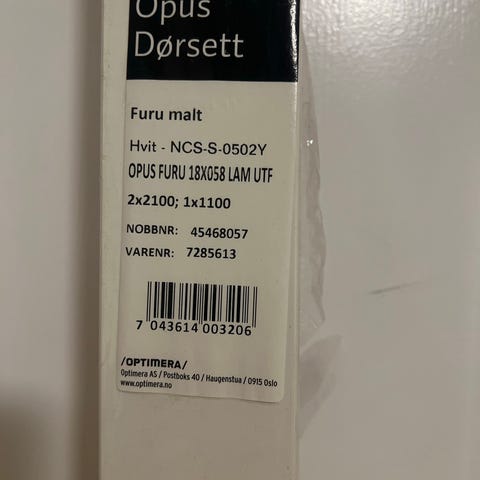 Opus
Dørsett
Furu malt
Hvit - NCS-S-0502Y
OPUS FURU 18X058 LAM UTF
2x2100; 1x1100
NOBBNR: 45468057
VARENR: 7285613
7 043614 003206
/OPTIMERA/
Optimera AS / Postboks 40 / Haugenstua / 0915 Oslo
www.optimera.no